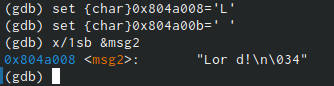 (gdb) set {char}0x804a008='L'
(gdb) set {char}0x804a00b=' '
(gdb) x/1sb &msg2
0x804a008 <msg2>:       "Lor d!\n\034"
(gdb)